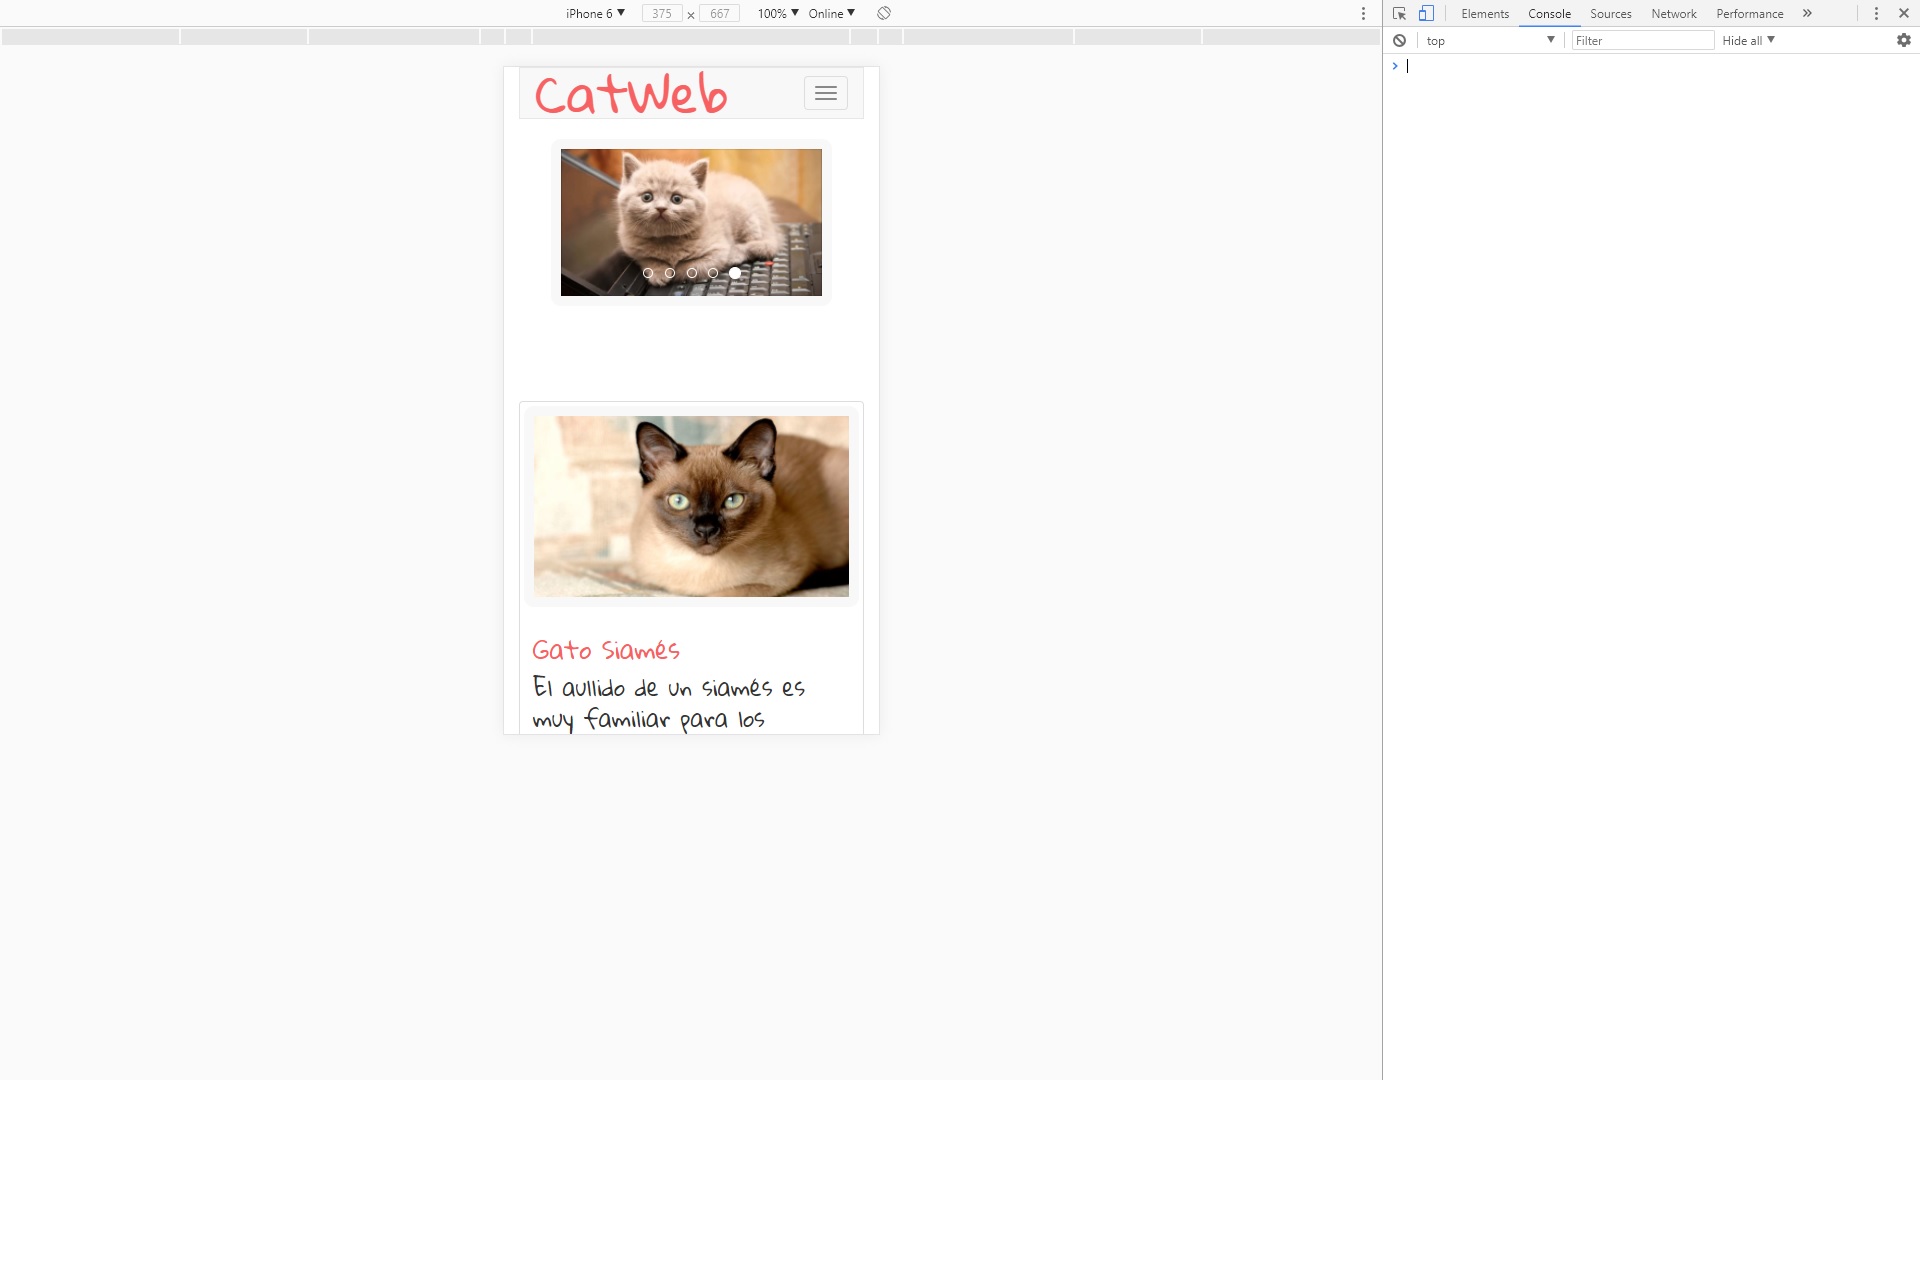 iPhone 6 ▼ 375 × 667 100% ▼ Online ▼
Elements Console Sources Network Performance »
top ▼ Filter Hide all ▼
CatWeb
Gato Siamés
El aullido de un siamés es
muy familiar para los